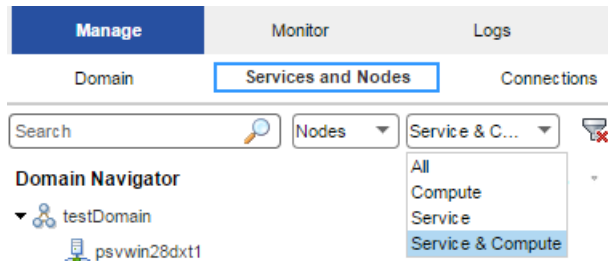 Manage Monitor Logs
Domain Services and Nodes Connections
Search Nodes Service & C...
All
Domain Navigator
Compute
testDomain
Service
Service & Compute
psvwin28dxt1